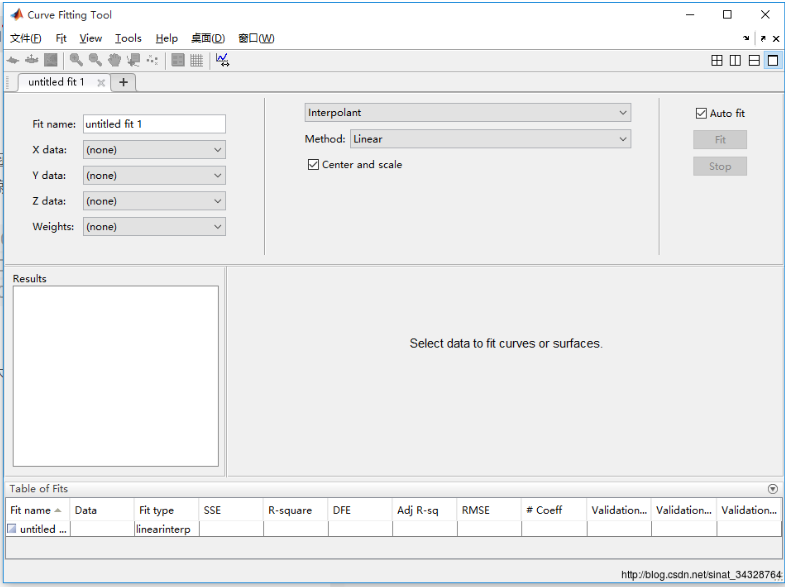 Curve Fitting Tool
文件(F) Fit View Tools Help 桌面(D) 窗口(W)
untitled fit 1
Fit name: untitled fit 1
X data: (none)
Y data: (none)
Z data: (none)
Weights: (none)
Interpolant
Method: Linear
Center and scale
Auto fit
Fit
Stop
Results
Select data to fit curves or surfaces.
Table of Fits
Fit name Data Fit type SSE R-square DFE Adj R-sq RMSE # Coeff Validation... Validation... Validation...
untitled ... linearinterp
http://blog.csdn.net/sinat_34328764